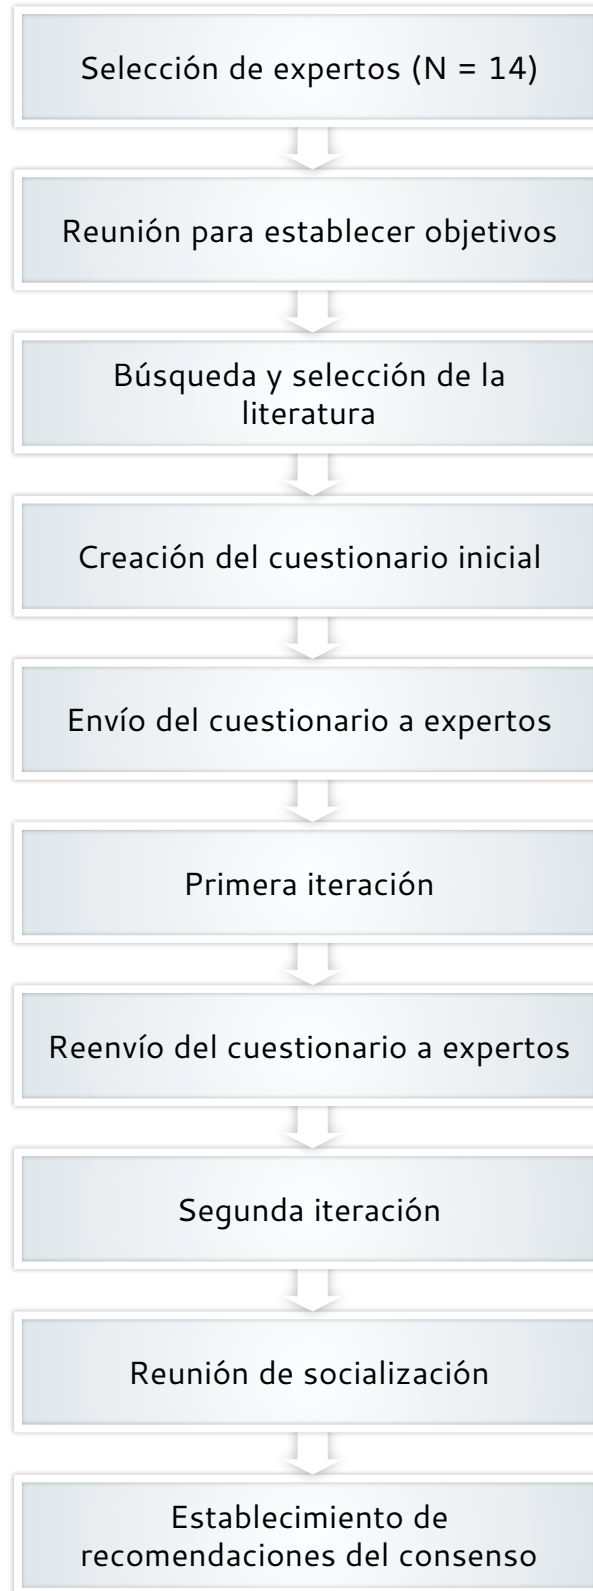 Selección de expertos (N = 14)
Reunión para establecer objetivos
Búsqueda y selección de la
literatura
Creación del cuestionario inicial
Envío del cuestionario a expertos
Primera iteración
Reenvío del cuestionario a expertos
Segunda iteración
Reunión de socialización
Establecimiento de
recomendaciones del consenso